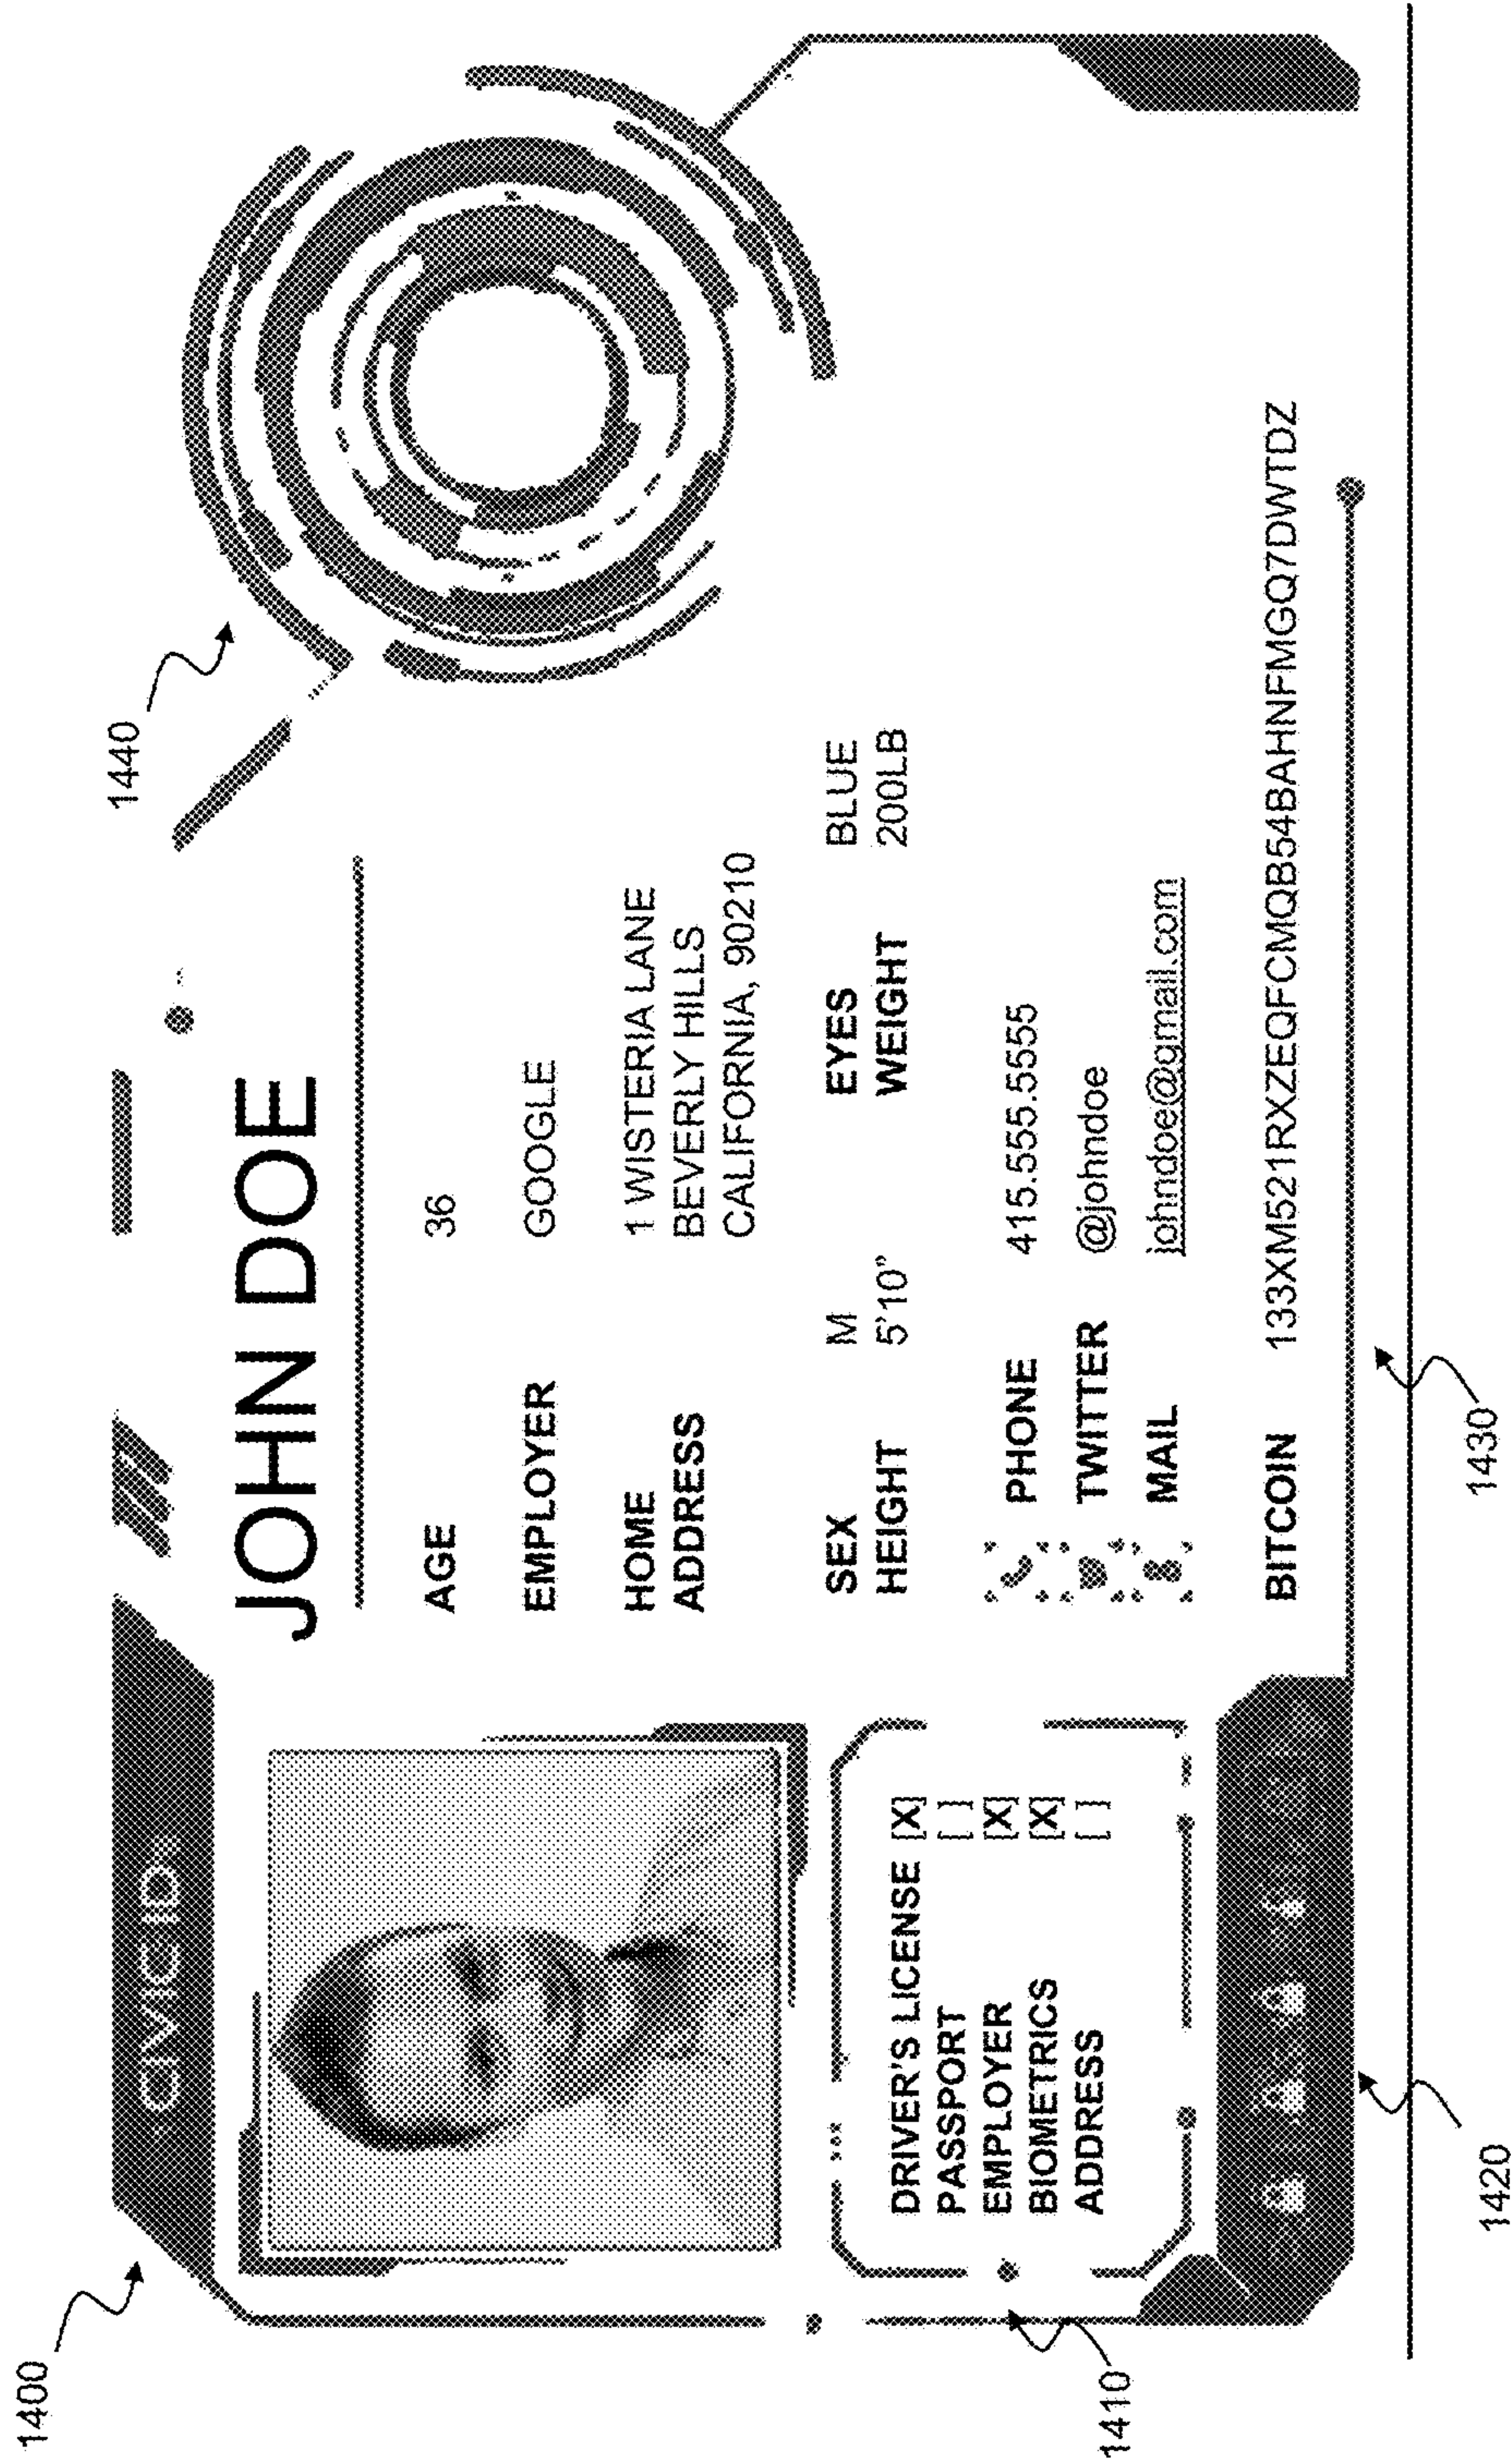 1400
1440
CIVIC ID
JOHN DOE
AGE 36
EMPLOYER GOOGLE
HOME 1 WISTERIA LANE
ADDRESS BEVERLY HILLS
CALIFORNIA, 90210
SEX M EYES BLUE
HEIGHT 5'10" WEIGHT 200LB
PHONE 415.555.5555
TWITTER @johndoe
MAIL johndoe@gmail.com
BITCOIN 133XM521RXZEQFCMQB54BAHNFMGQ7DWTDZ
DRIVER'S LICENSE [X]
PASSPORT [ ]
EMPLOYER [X]
BIOMETRICS [X]
ADDRESS [ ]
1410
1420
1430